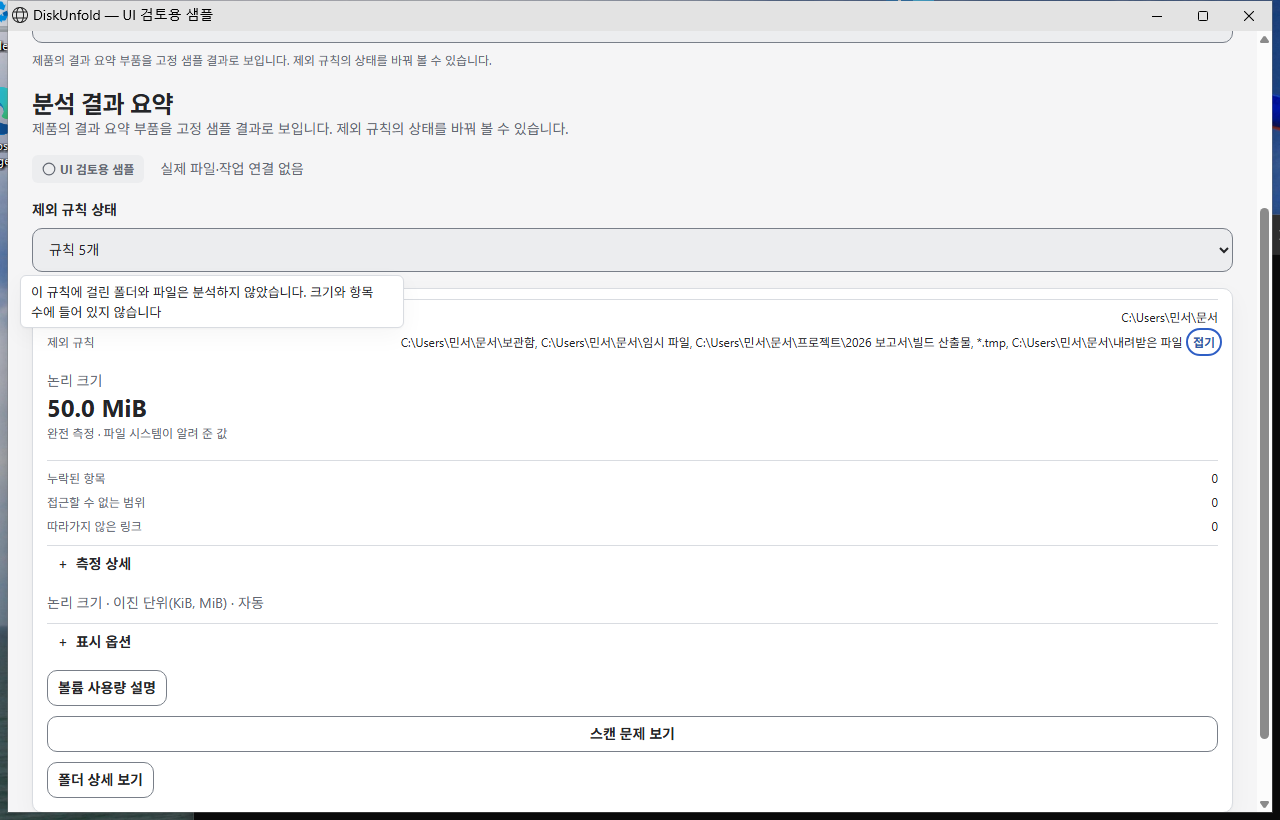 DiskUnfold — UI 검토용 샘플
제품의 결과 요약 부품을 고정 샘플 결과로 보입니다. 제외 규칙의 상태를 바꿔 볼 수 있습니다.
분석 결과 요약
제품의 결과 요약 부품을 고정 샘플 결과로 보입니다. 제외 규칙의 상태를 바꿔 볼 수 있습니다.
UI 검토용 샘플 실제 파일·작업 연결 없음
제외 규칙 상태
규칙 5개
이 규칙에 걸린 폴더와 파일은 분석하지 않았습니다. 크기와 항목
수에 들어 있지 않습니다
C:\Users\민서\문서
제외 규칙 C:\Users\민서\문서\보관함, C:\Users\민서\문서\임시 파일, C:\Users\민서\문서\프로젝트\2026 보고서\빌드 산출물, *.tmp, C:\Users\민서\문서\내려받은 파일 접기
논리 크기
50.0 MiB
완전 측정 · 파일 시스템이 알려 준 값
누락된 항목 0
접근할 수 없는 범위 0
따라가지 않은 링크 0
+ 측정 상세
논리 크기 · 이진 단위(KiB, MiB) · 자동
+ 표시 옵션
볼륨 사용량 설명
스캔 문제 보기
폴더 상세 보기